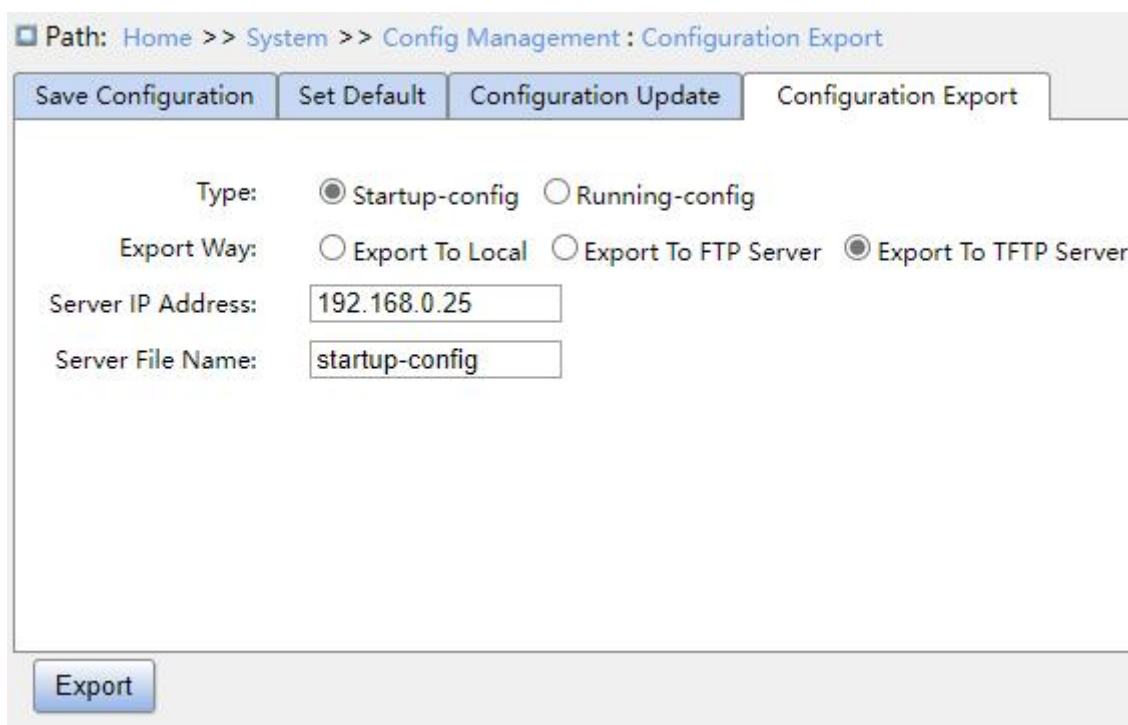 Path: Home >> System >> Config Management : Configuration Export
Save Configuration Set Default Configuration Update Configuration Export
Type: Startup-config Running-config
Export Way: Export To Local Export To FTP Server Export To TFTP Server
Server IP Address: 192.168.0.25
Server File Name: startup-config
Export